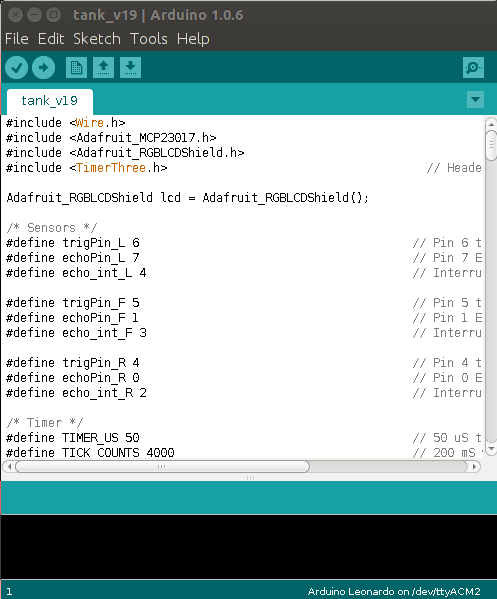 tank_v19 | Arduino 1.0.6
File Edit Sketch Tools Help
tank_v19
#include <Wire.h>
#include <Adafruit_MCP23017.h>
#include <Adafruit_RGBLCDShield.h>
#include <TimerThree.h> // Heade
Adafruit_RGBLCDShield lcd = Adafruit_RGBLCDShield();
/* Sensors */
#define trigPin_L 6 // Pin 6 t
#define echoPin_L 7 // Pin 7 E
#define echo_int_L 4 // Interru
#define trigPin_F 5 // Pin 5 t
#define echoPin_F 1 // Pin 1 E
#define echo_int_F 3 // Interru
#define trigPin_R 4 // Pin 4 t
#define echoPin_R 0 // Pin 0 E
#define echo_int_R 2 // Interru
/* Timer */
#define TIMER_US 50 // 50 uS t
#define TICK_COUNTS 4000 // 200 mS
1 Arduino Leonardo on /dev/ttyACM2